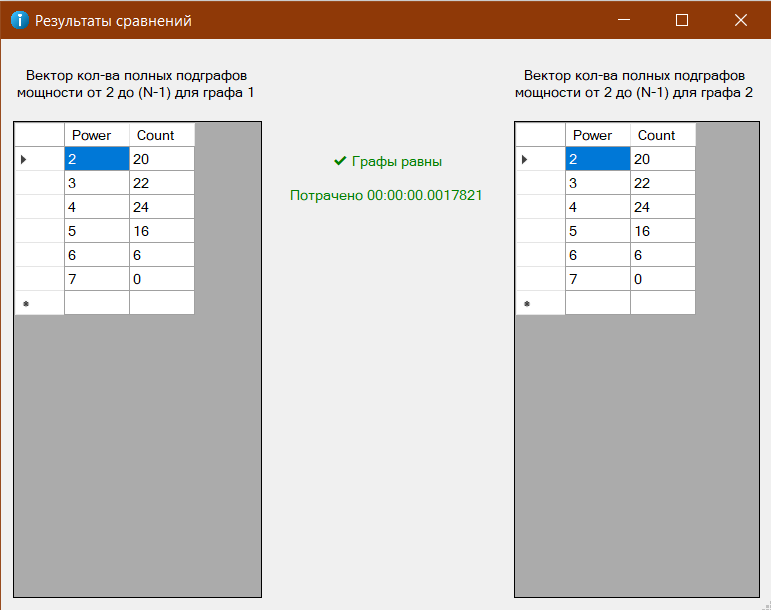 Результаты сравнений
Вектор кол-ва полных подграфов
мощности от 2 до (N-1) для графа 1
Power Count
2 20
3 22
4 24
5 16
6 6
7 0
✔ Графы равны
Потрачено 00:00:00.0017821
Вектор кол-ва полных подграфов
мощности от 2 до (N-1) для графа 2
Power Count
2 20
3 22
4 24
5 16
6 6
7 0